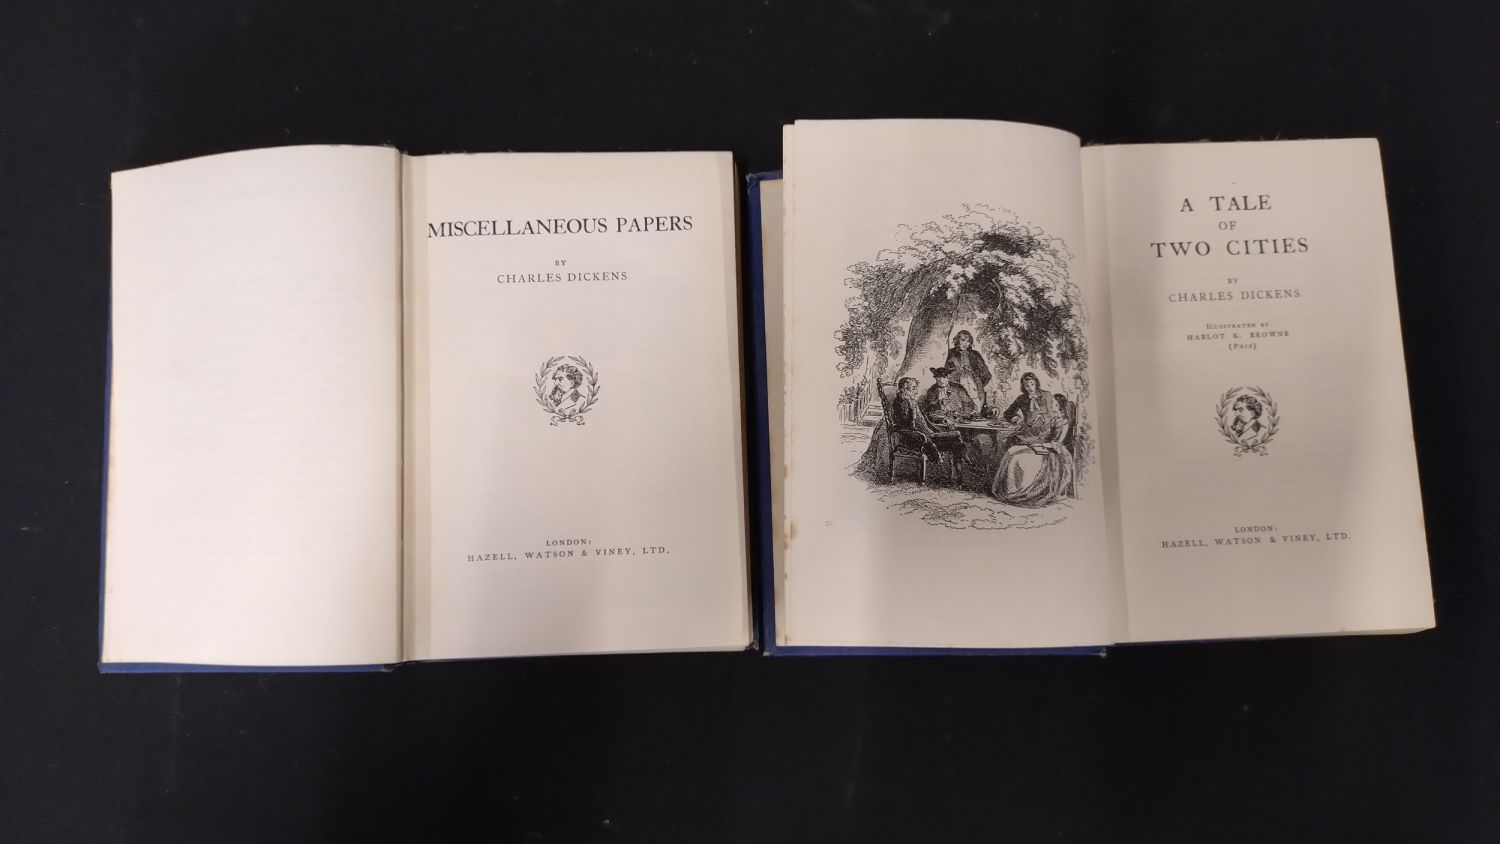 MISCELLANEOUS PAPERS
BY
CHARLES DICKENS
LONDON:
HAZELL, WATSON & VINEY, LTD.
A TALE
OF
TWO CITIES
BY
CHARLES DICKENS
ILLUSTRATED BY
HABLOT K. BROWNE
(PHIZ)
LONDON:
HAZELL, WATSON & VINEY, LTD.